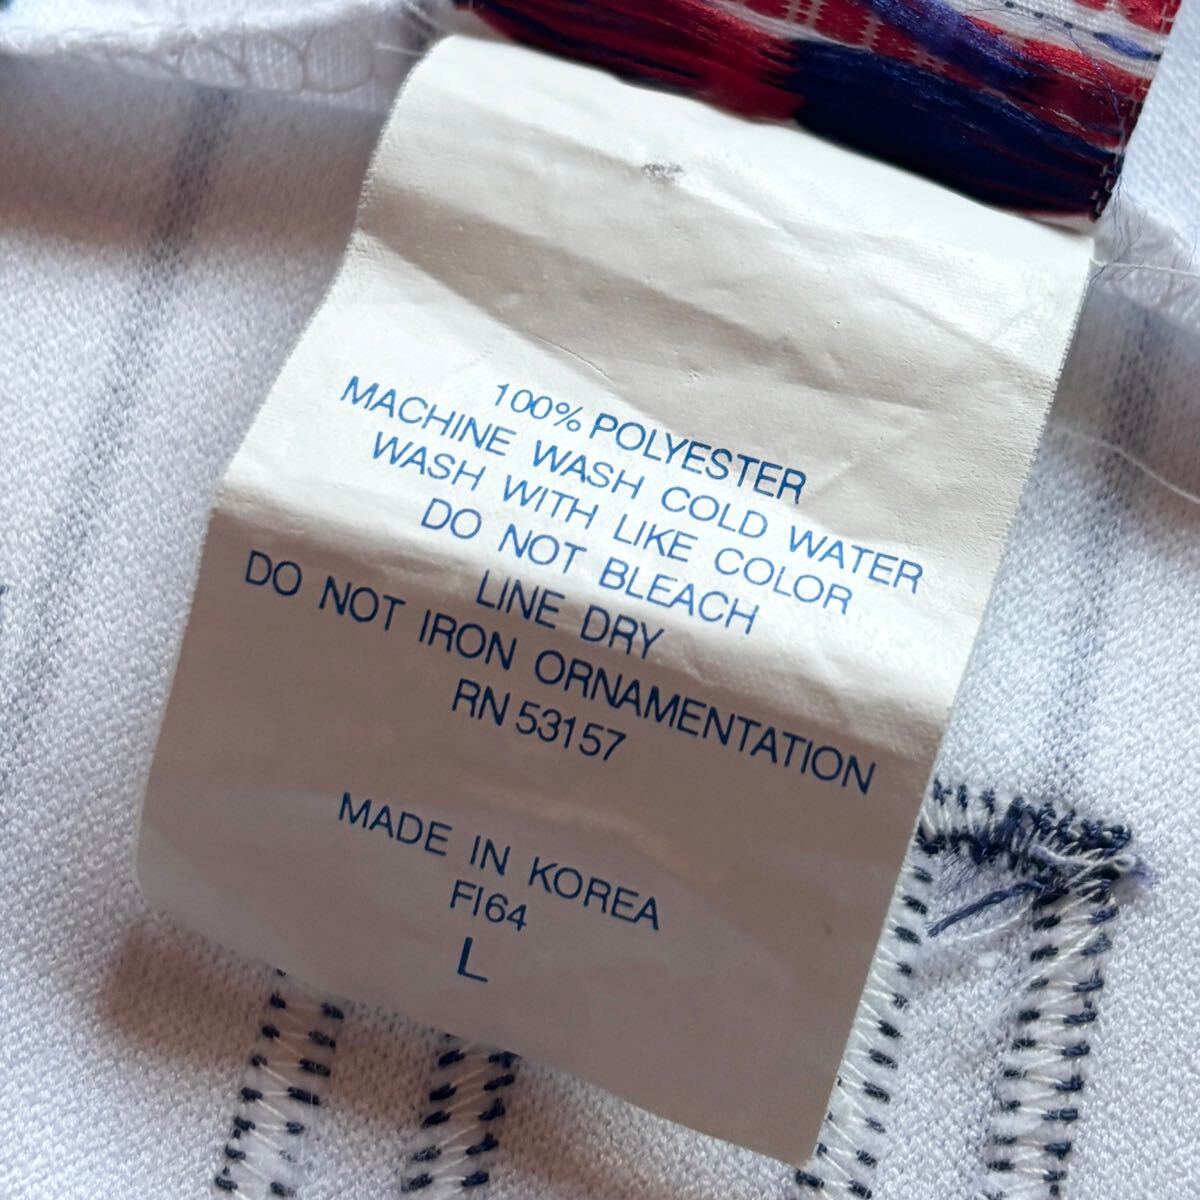 100% POLYESTER
MACHINE WASH COLD WATER
WASH WITH LIKE COLOR
DO NOT BLEACH
LINE DRY
DO NOT IRON ORNAMENTATION
RN 53157
MADE IN KOREA
FI64
L